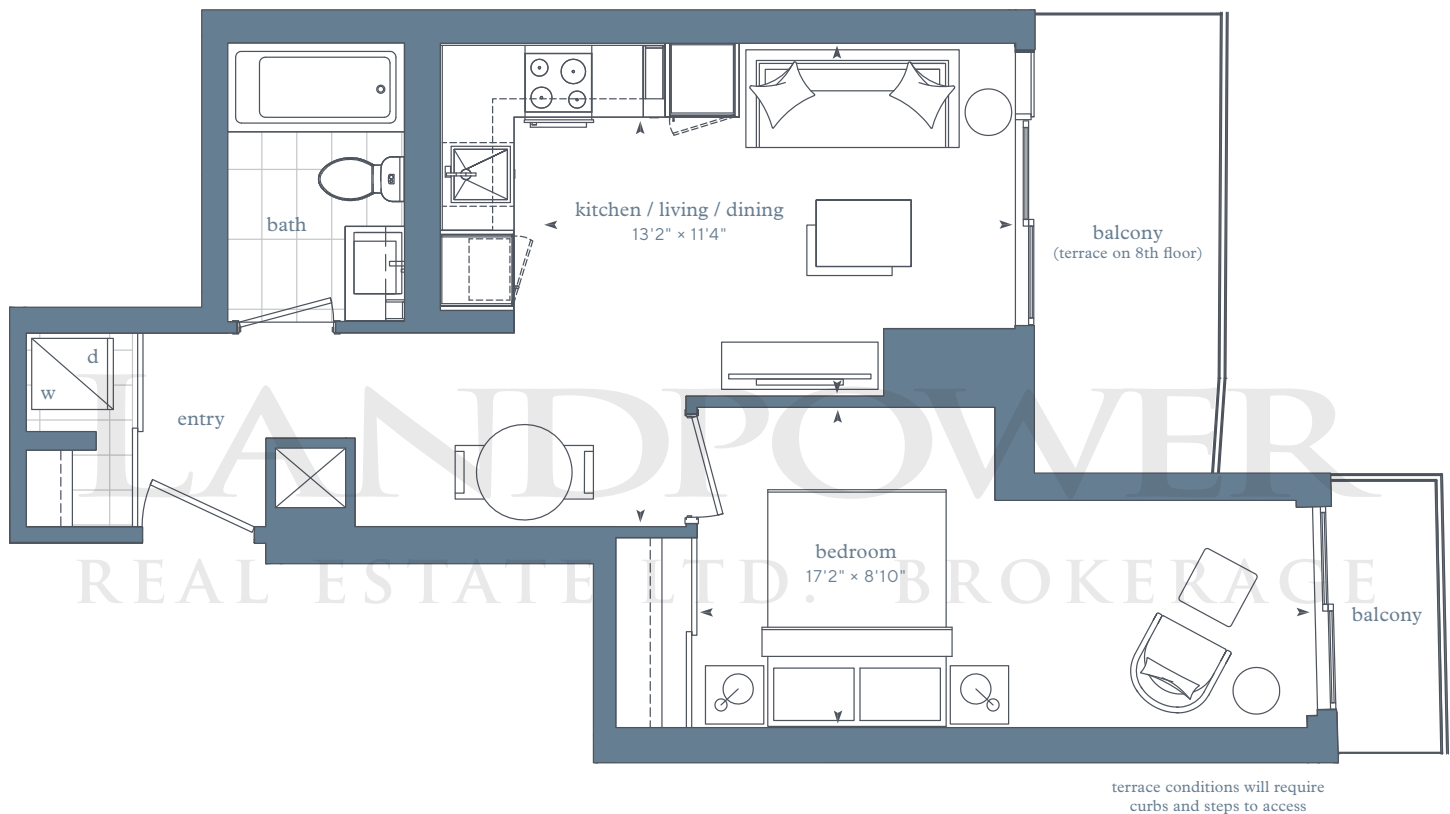 bath
kitchen / living / dining
13'2" × 11'4"
balcony
(terrace on 8th floor)
d
w
entry
LANDPOWER
REAL ESTATE LTD. BROKERAGE
bedroom
17'2" × 8'10"
balcony
terrace conditions will require
curbs and steps to access